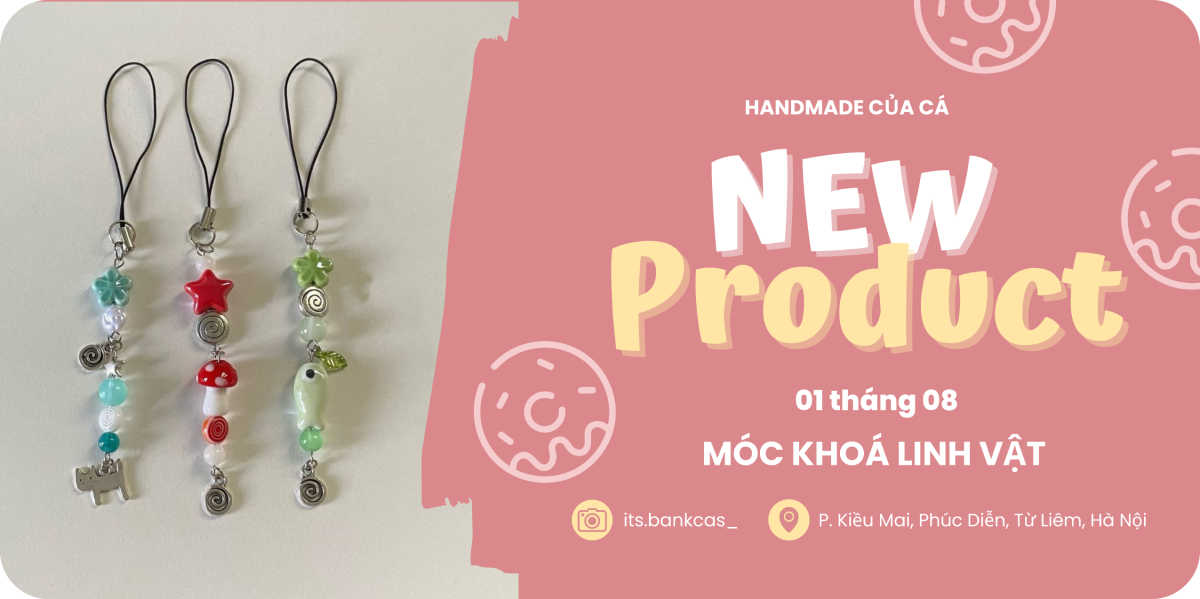 HANDMADE CỦA CÁ
NEW
Product
01 tháng 08
MÓC KHOÁ LINH VẬT
its.bankcas_
P. Kiều Mai, Phúc Diễn, Từ Liêm, Hà Nội